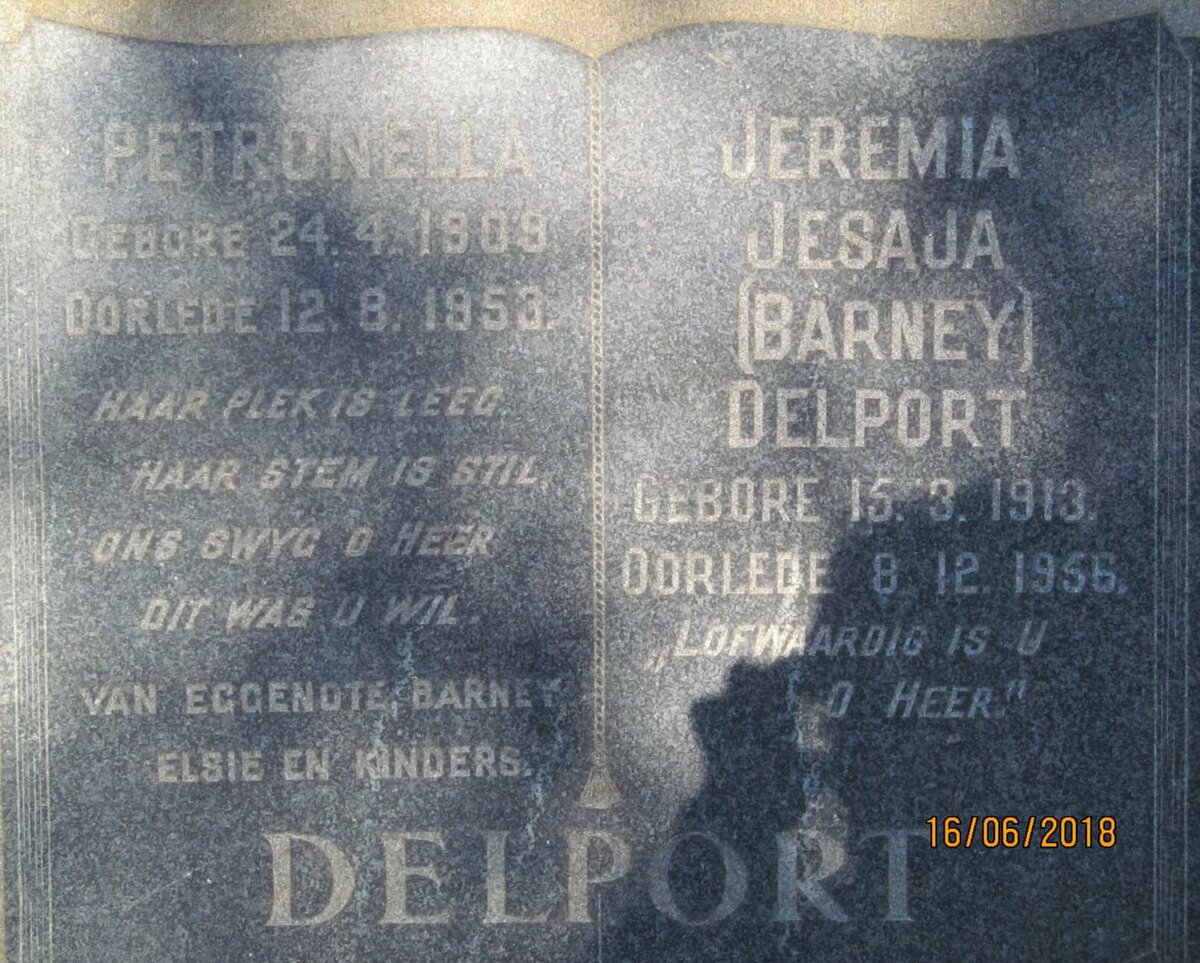 PETRONELLA
GEBORE 24. 4. 1909.
OORLEDE 12. 8. 1953.
HAAR PLEK IS LEEG.
HAAR STEM IS STIL,
ONS SWYG O HEER
DIT WAS U WIL.
VAN EGGENOTE, BARNEY
ELSIE EN KINDERS.
JEREMIA
JESAJA
(BARNEY)
DELPORT
GEBORE 15. 3. 1913.
OORLEDE 8. 12. 1956.
„LOFWAARDIG IS U
O HEER."
DELPORT
16/06/2018